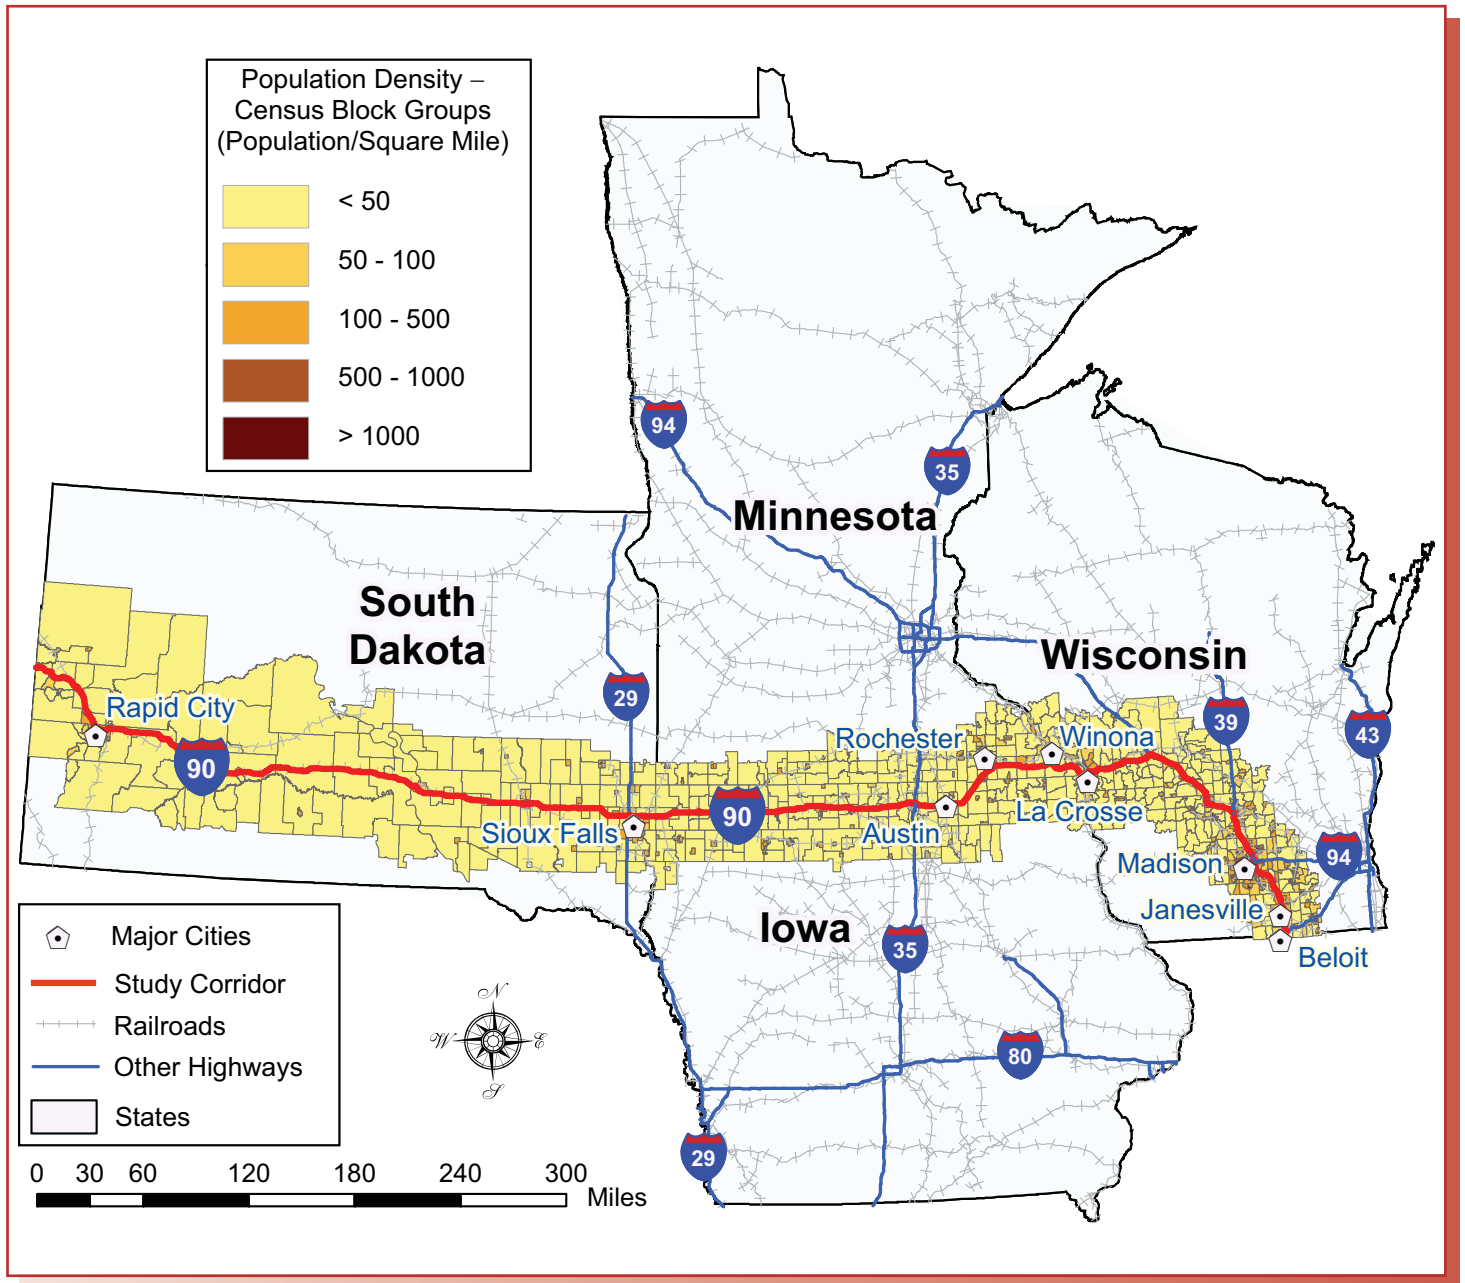 Population Density –
Census Block Groups
(Population/Square Mile)
< 50
50 - 100
100 - 500
500 - 1000
> 1000
94
35
Minnesota
South
Dakota
Wisconsin
29
39
43
Rapid City
Rochester
Winona
90
90
La Crosse
Sioux Falls
Austin
Madison
94
Janesville
Beloit
Iowa
35
80
29
Major Cities
Study Corridor
Railroads
Other Highways
States
N
W
E
S
0 30 60 120 180 240 300
Miles